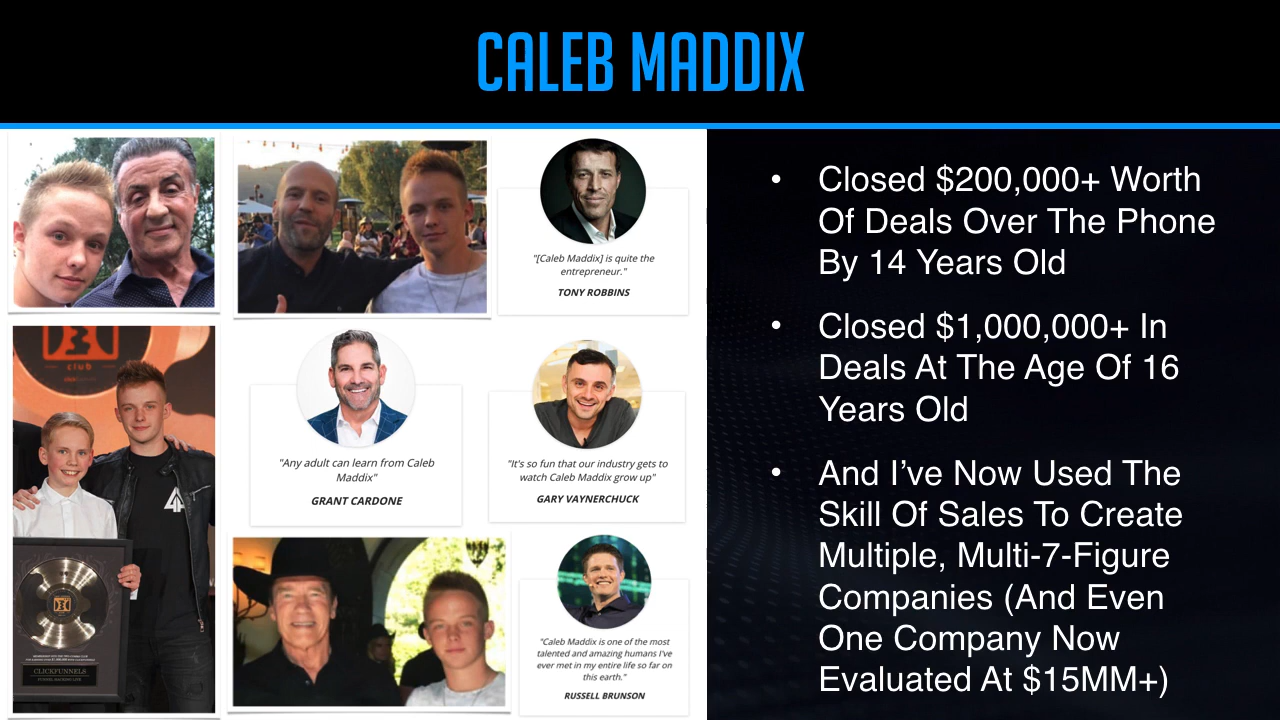 CALEB MADDIX
"[Caleb Maddix] is quite the
entrepreneur."
TONY ROBBINS
"Any adult can learn from Caleb
Maddix"
GRANT CARDONE
"It's so fun that our industry gets to
watch Caleb Maddix grow up"
GARY VAYNERCHUCK
"Caleb Maddix is one of the most
talented and amazing humans I've
ever met in my entire life so far on
this earth."
RUSSELL BRUNSON
club
CLICKFUNNELS
FUNNEL HACKING LIVE
• Closed $200,000+ Worth
Of Deals Over The Phone
By 14 Years Old
• Closed $1,000,000+ In
Deals At The Age Of 16
Years Old
• And I’ve Now Used The
Skill Of Sales To Create
Multiple, Multi-7-Figure
Companies (And Even
One Company Now
Evaluated At $15MM+)